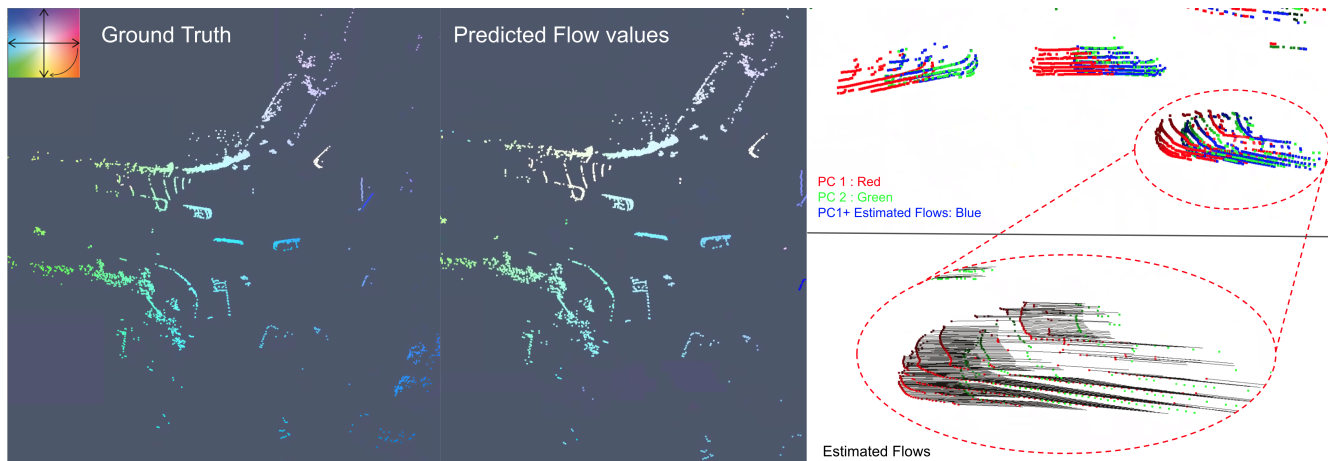 Ground Truth
Predicted Flow values
PC 1 : Red
PC 2 : Green
PC1+ Estimated Flows: Blue
Estimated Flows